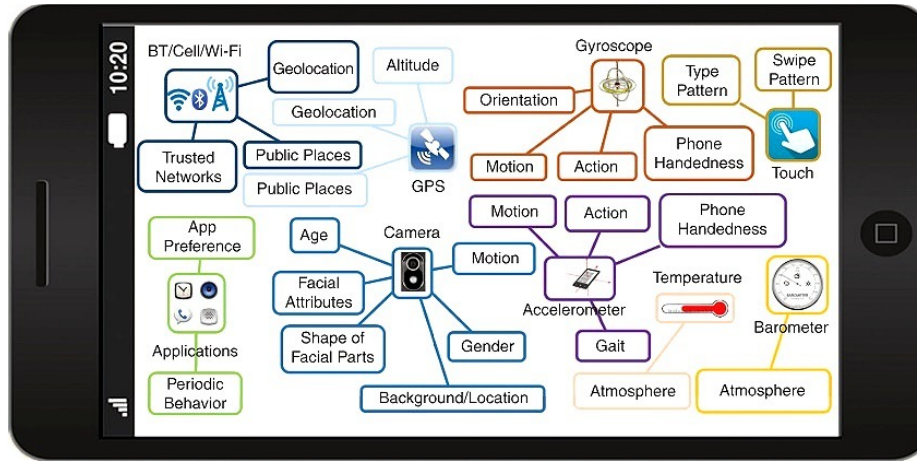 10:20
BT/Cell/Wi-Fi
Geolocation
Trusted
Networks
Public Places
Altitude
Geolocation
Public Places
GPS
Gyroscope
Orientation
Motion
Action
Phone
Handedness
Type
Pattern
Swipe
Pattern
Touch
App
Preference
Applications
Periodic
Behavior
Camera
Age
Facial
Attributes
Shape of
Facial Parts
Motion
Gender
Background/Location
Motion
Action
Phone
Handedness
Accelerometer
Gait
Temperature
Atmosphere
BAROMETER
Barometer
Atmosphere